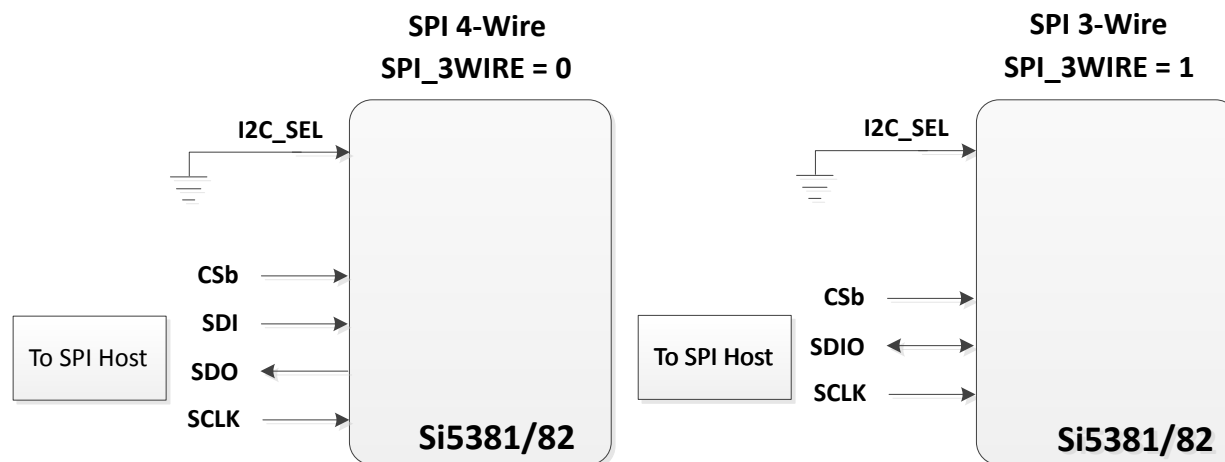 SPI 4-Wire
SPI_3WIRE = 0
I2C_SEL
CSb
SDI
To SPI Host
SDO
SCLK
Si5381/82
SPI 3-Wire
SPI_3WIRE = 1
I2C_SEL
CSb
SDIO
To SPI Host
SCLK
Si5381/82